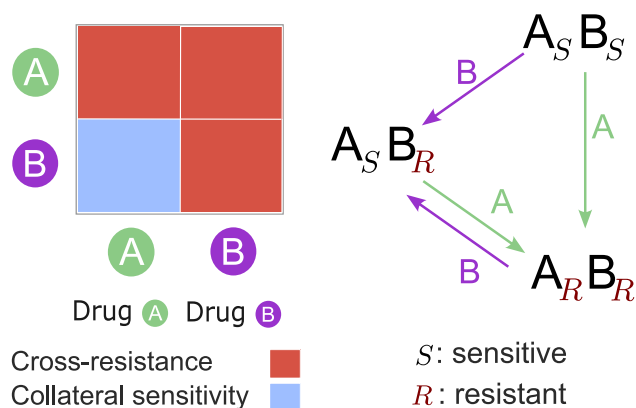 A
B
A B
Drug A Drug B
Cross-resistance
Collateral sensitivity
A_S B_S
B
A
A_S B_R
A
B
A_R B_R
S: sensitive
R: resistant